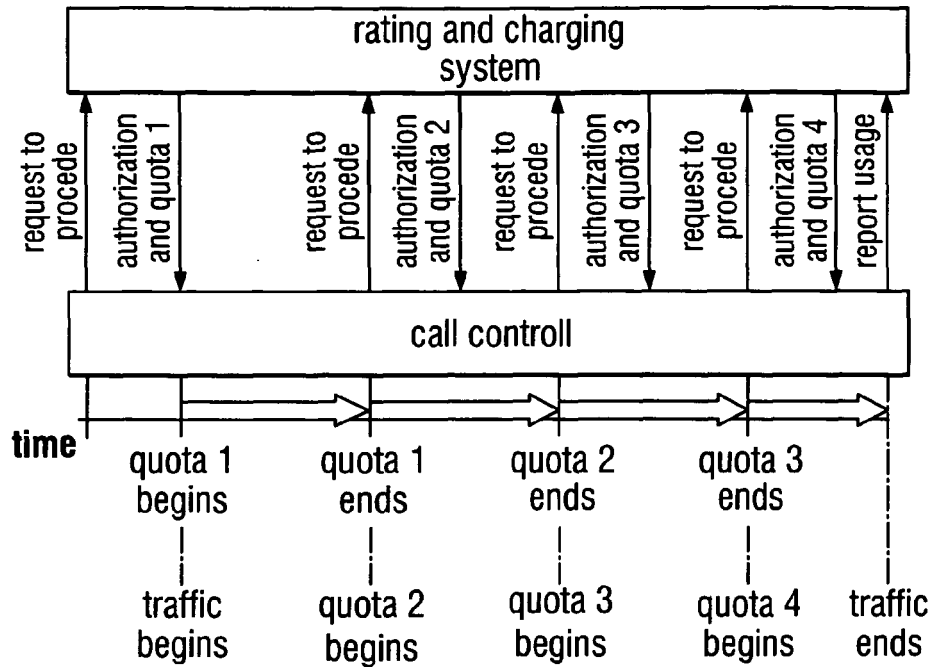 rating and charging
system
request to
procede
authorization
and quota 1
request to
procede
authorization
and quota 2
request to
procede
authorization
and quota 3
request to
procede
authorization
and quota 4
report usage
call controll
time
quota 1
begins
quota 1
ends
quota 2
ends
quota 3
ends
traffic
begins
quota 2
begins
quota 3
begins
quota 4
begins
traffic
ends